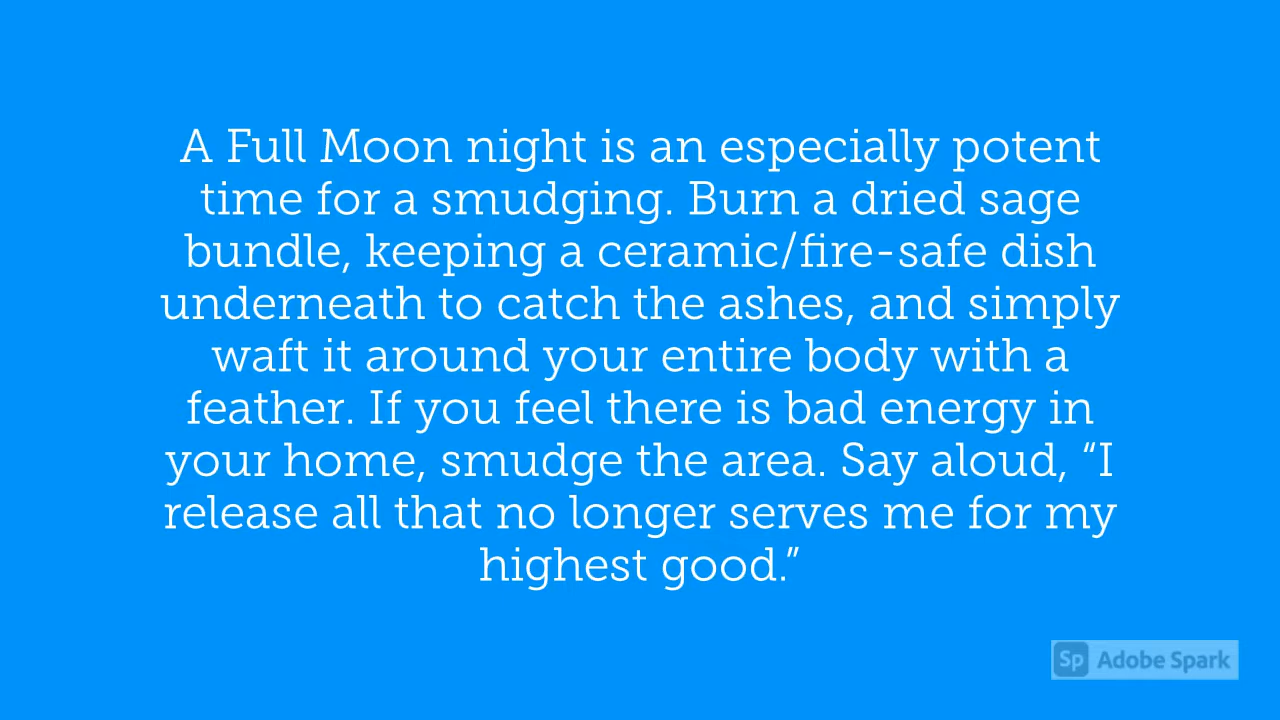 A Full Moon night is an especially potent
time for a smudging. Burn a dried sage
bundle, keeping a ceramic/fire-safe dish
underneath to catch the ashes, and simply
waft it around your entire body with a
feather. If you feel there is bad energy in
your home, smudge the area. Say aloud, “I
release all that no longer serves me for my
highest good.”
Sp Adobe Spark